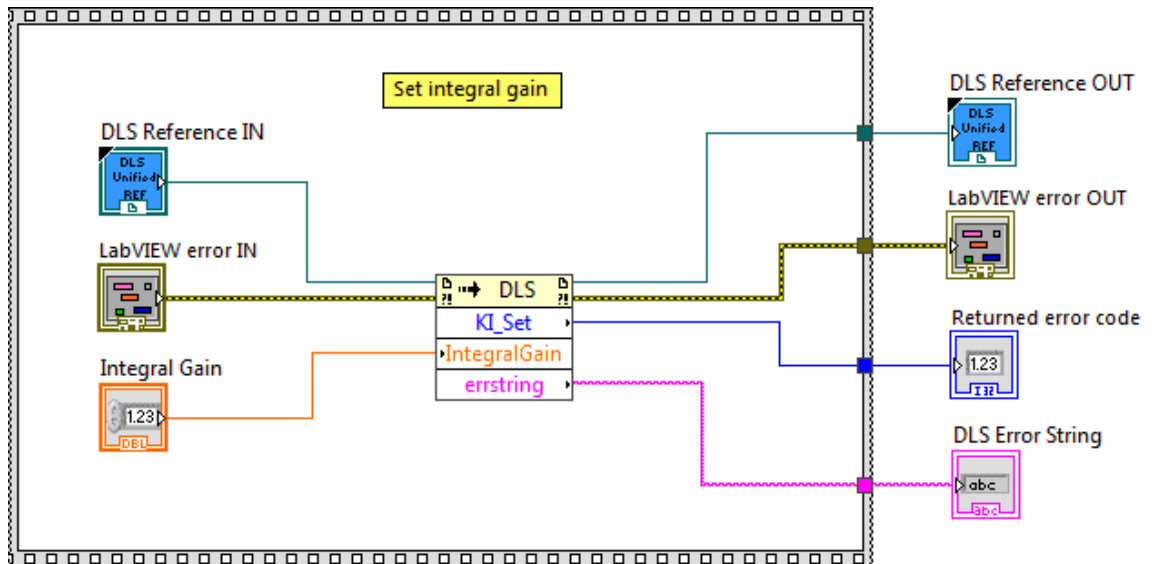 Set integral gain
DLS Reference IN
DLS
Unified
REF
LabVIEW error IN
Integral Gain
1.23
DBL
?! DLS ?!
KI_Set
IntegralGain
errstring
DLS Reference OUT
DLS
Unified
REF
LabVIEW error OUT
Returned error code
1.23
I32
DLS Error String
abc
abc